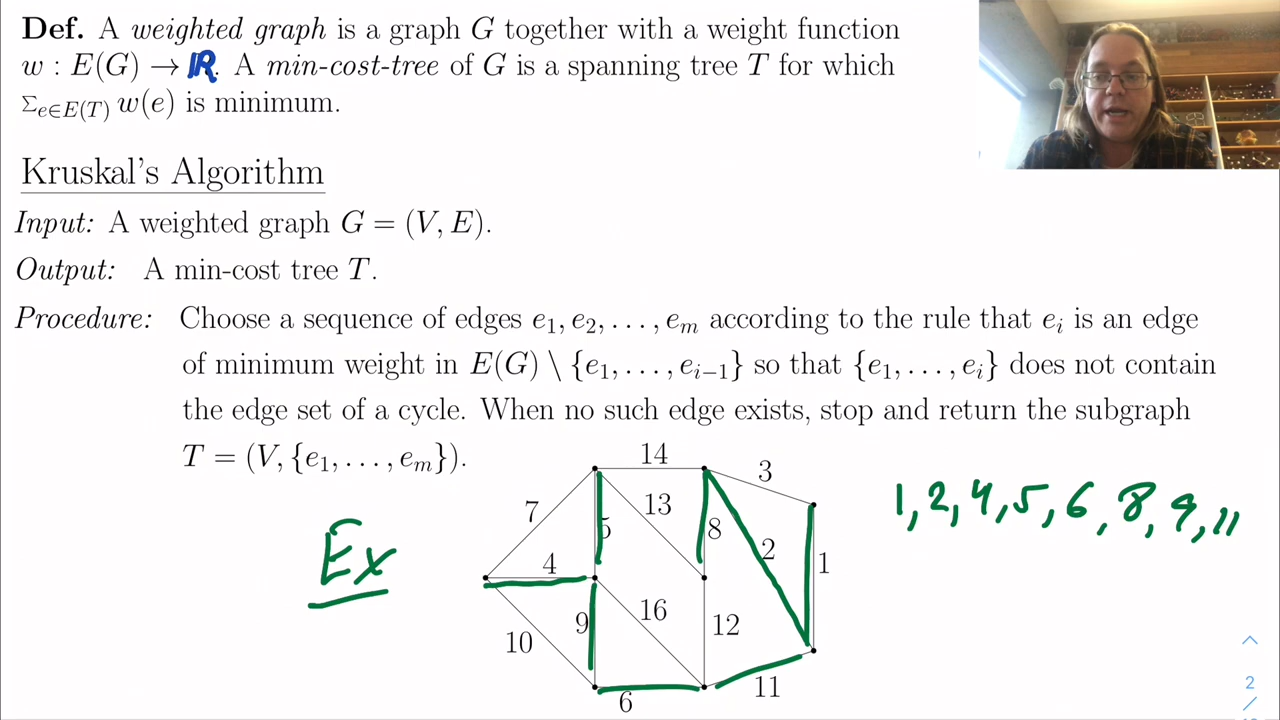 Def. A weighted graph is a graph G together with a weight function
w : E(G) → ℝ. A min-cost-tree of G is a spanning tree T for which
Σ_{e∈E(T)} w(e) is minimum.
Kruskal's Algorithm
Input: A weighted graph G = (V, E).
Output: A min-cost tree T.
Procedure: Choose a sequence of edges e₁, e₂, . . . , eₘ according to the rule that eᵢ is an edge
of minimum weight in E(G) \ {e₁, . . . , eᵢ₋₁} so that {e₁, . . . , eᵢ} does not contain
the edge set of a cycle. When no such edge exists, stop and return the subgraph
T = (V, {e₁, . . . , eₘ}).
Ex
14
3
7
5
13
8
2
4
1
9
16
12
10
6
11
1, 2, 4, 5, 6, 8, 9, 11
2
/